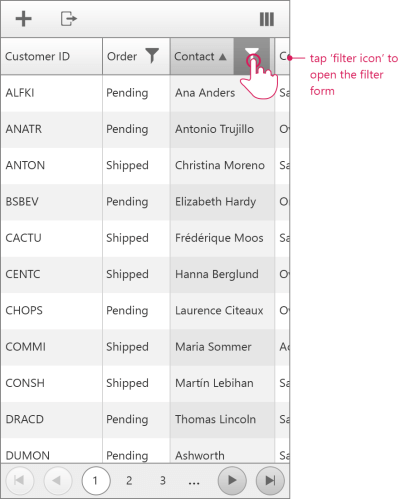 Customer ID Order Contact
tap 'filter icon' to
open the filter
form
ALFKI Pending Ana Anders Sa
ANATR Pending Antonio Trujillo
ANTON Shipped Christina Moreno Sa
BSBEV Pending Elizabeth Hardy
CACTU Shipped Frédérique Moos Sa
CENTC Shipped Hanna Berglund
CHOPS Pending Laurence Citeaux
COMMI Shipped Maria Sommer
CONSH Shipped Martín Lebihan Sa
DRACD Pending Thomas Lincoln Sa
DUMON Pending Ashworth Sa
1 2 3 ...